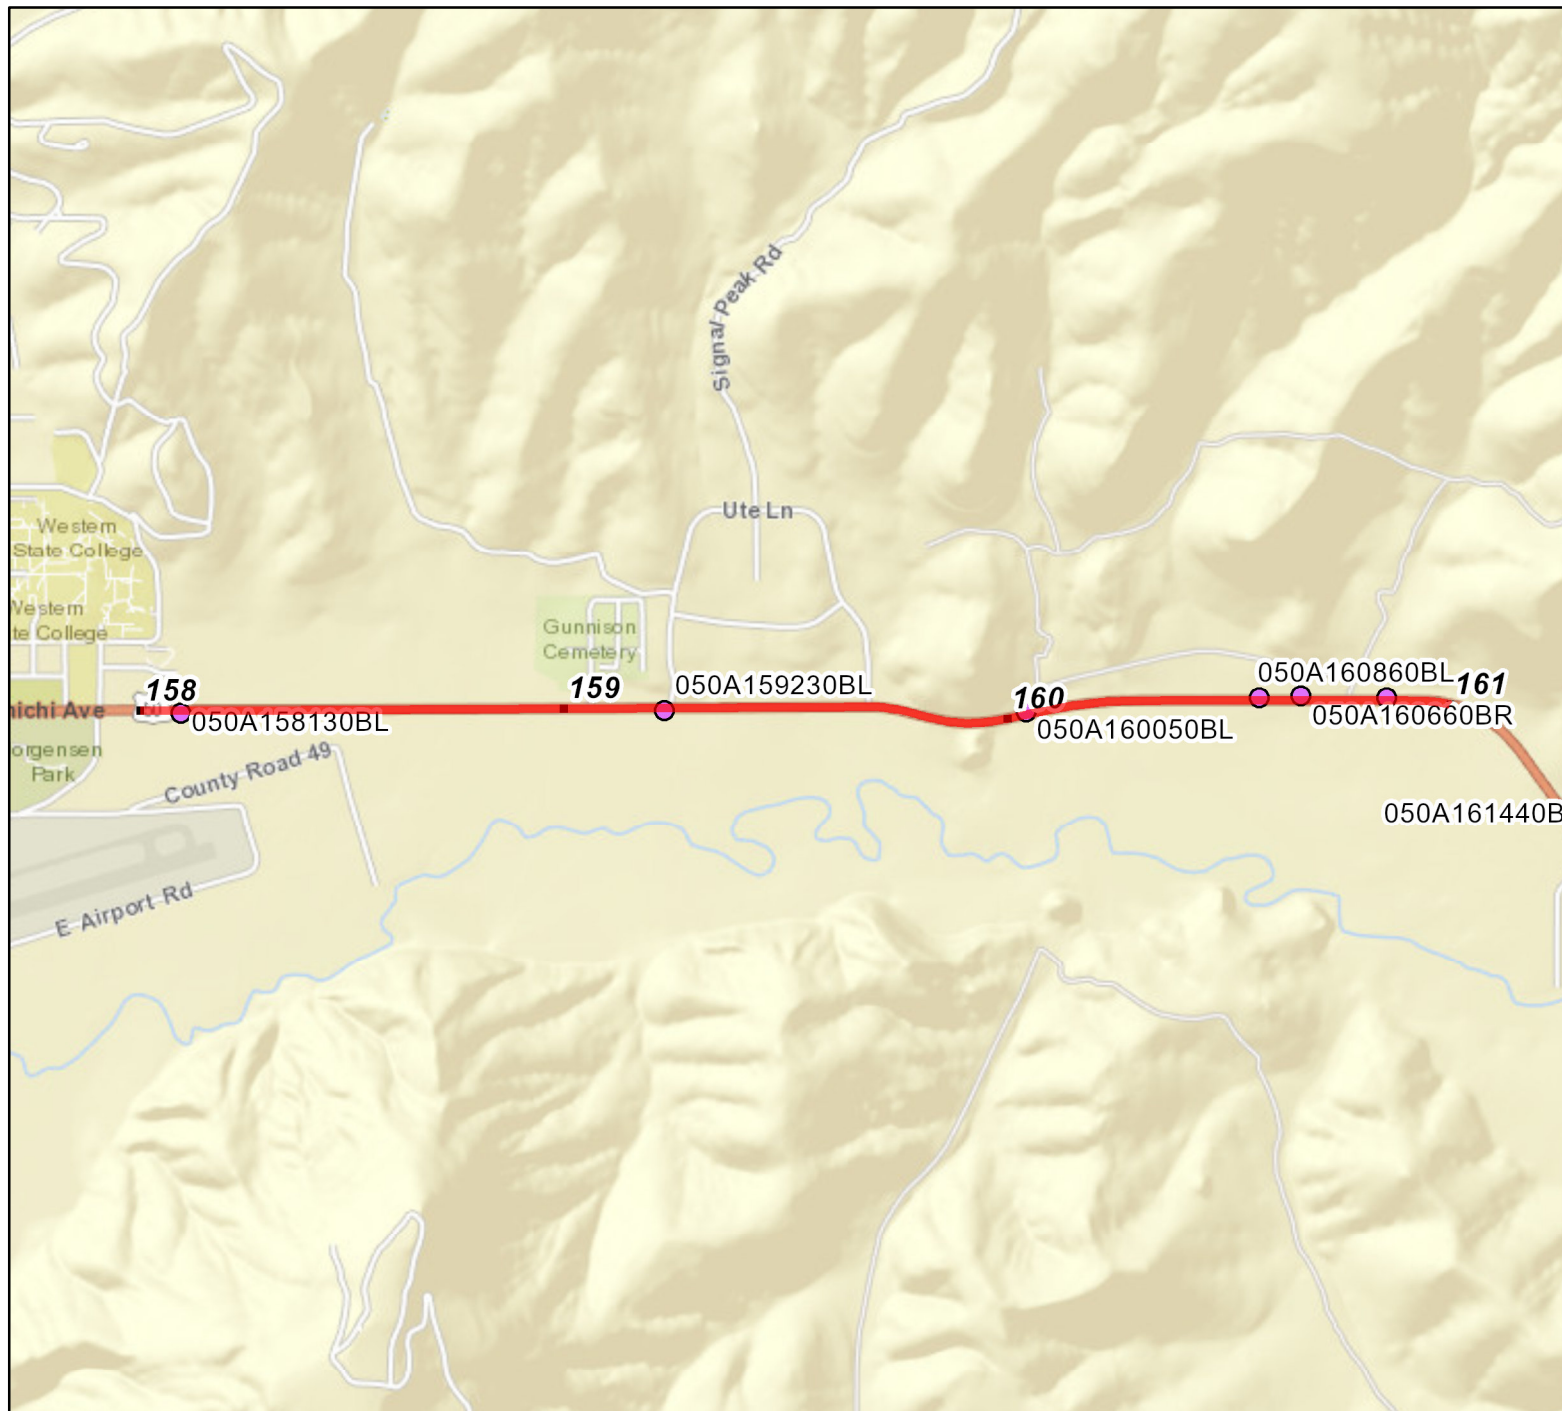 Signal Peak Rd
Ute Ln
Western
State College
Western
te College
Gunnison
Cemetery
158
159
050A159230BL
160
050A160860BL
161
nichi Ave
050A158130BL
050A160050BL
050A160660BR
orgensen
Park
County Road 49
050A161440B
E Airport Rd